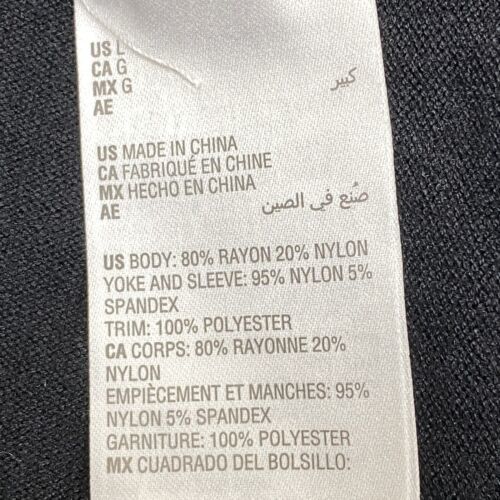 US L
CA G
MX G
AE كبير
US MADE IN CHINA
CA FABRIQUÉ EN CHINE
MX HECHO EN CHINA
AE صُنع في الصين
US BODY: 80% RAYON 20% NYLON
YOKE AND SLEEVE: 95% NYLON 5%
SPANDEX
TRIM: 100% POLYESTER
CA CORPS: 80% RAYONNE 20%
NYLON
EMPIÈCEMENT ET MANCHES: 95%
NYLON 5% SPANDEX
GARNITURE: 100% POLYESTER
MX CUADRADO DEL BOLSILLO: